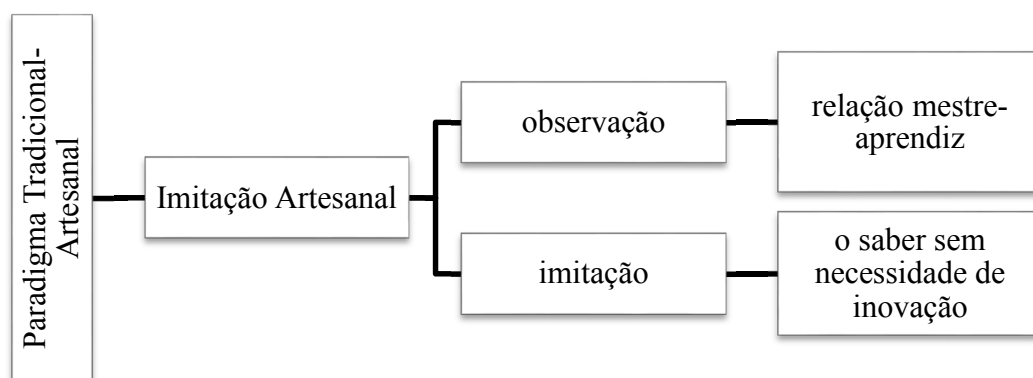 Paradigma Tradicional-
Artesanal
Imitação Artesanal
observação
relação mestre-
aprendiz
imitação
o saber sem
necessidade de
inovação